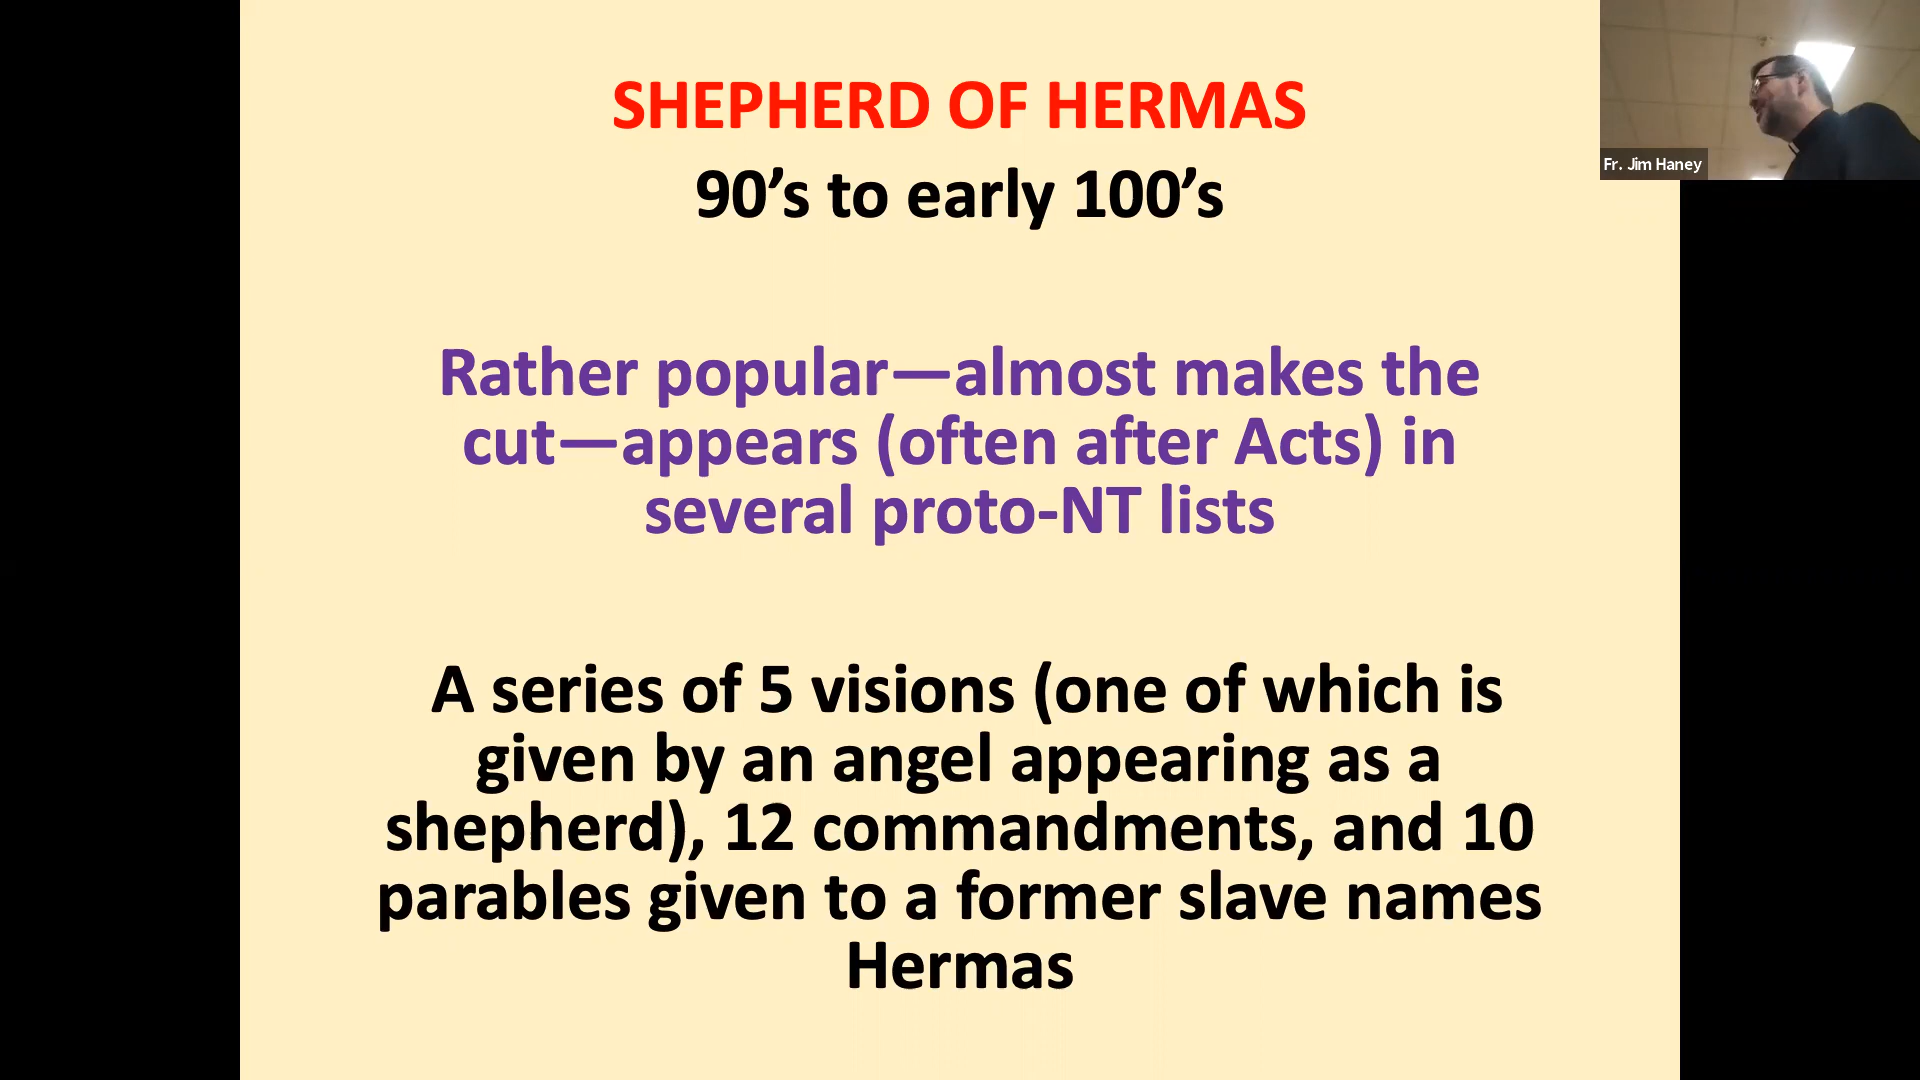 SHEPHERD OF HERMAS
90’s to early 100’s
Rather popular—almost makes the
cut—appears (often after Acts) in
several proto-NT lists
A series of 5 visions (one of which is
given by an angel appearing as a
shepherd), 12 commandments, and 10
parables given to a former slave names
Hermas
Fr. Jim Haney